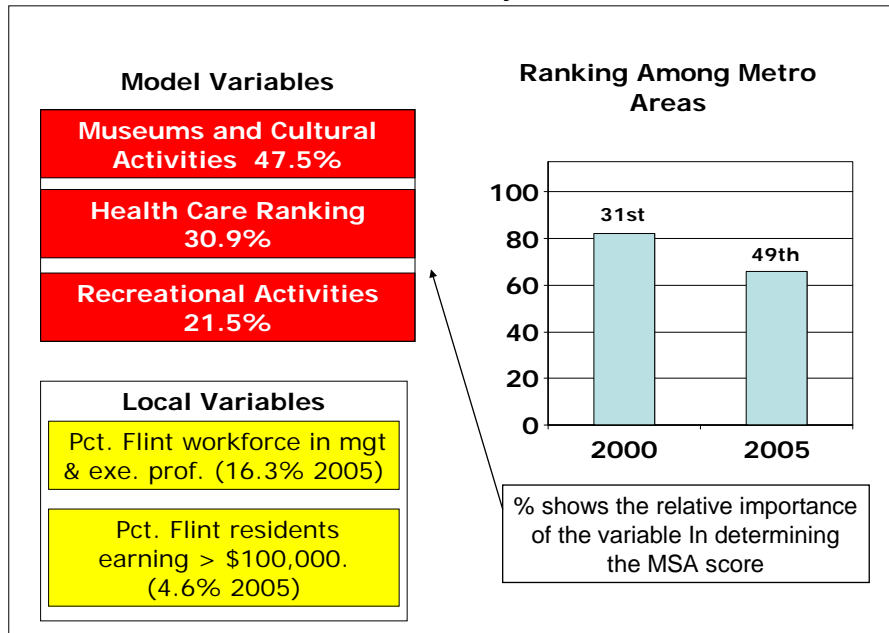 Model Variables
Museums and Cultural
Activities 47.5%
Health Care Ranking
30.9%
Recreational Activities
21.5%
Local Variables
Pct. Flint workforce in mgt
& exe. prof. (16.3% 2005)
Pct. Flint residents
earning > $100,000.
(4.6% 2005)
Ranking Among Metro
Areas
100
80
60
40
20
0
31st
49th
2000
2005
% shows the relative importance
of the variable In determining
the MSA score